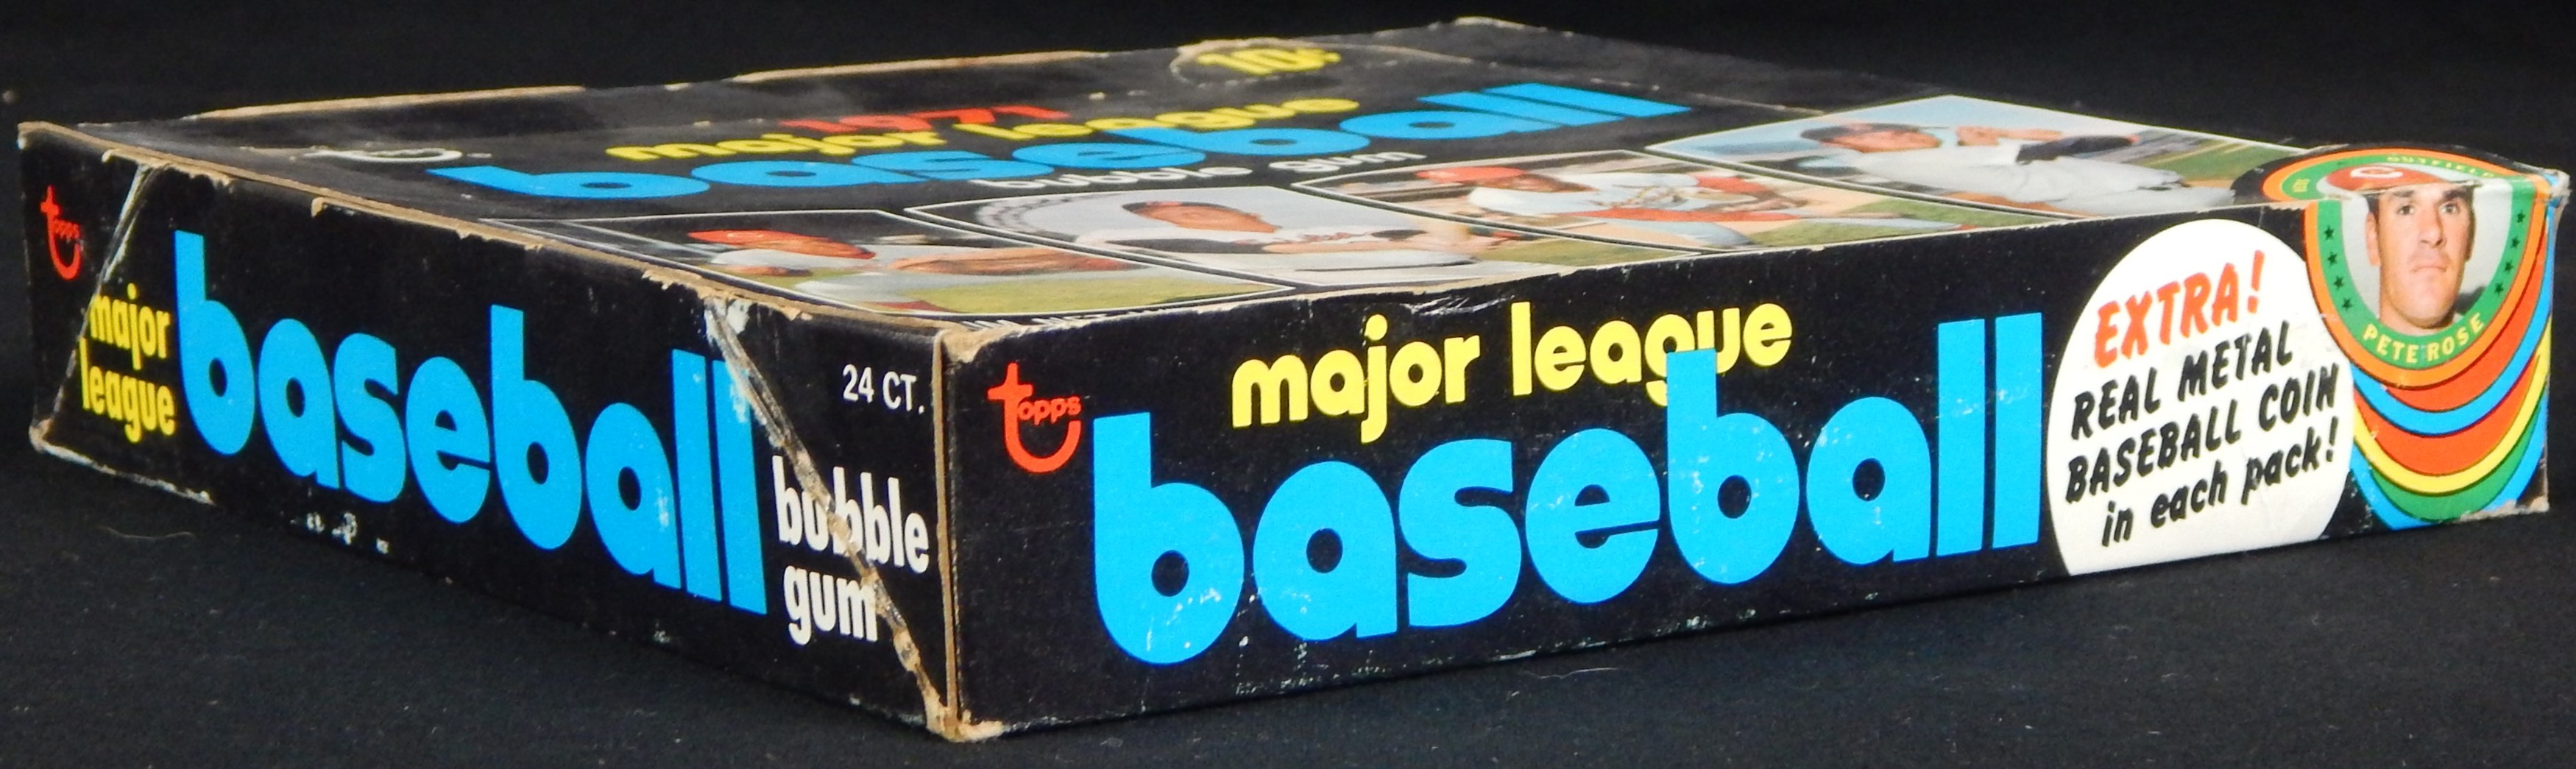 10¢
1971
major league
baseball
bubble gum
topps
major
league
baseball
24 CT.
bubble
gum
topps
major league
baseball
EXTRA!
REAL METAL
BASEBALL COIN
in each pack!
OUTFIELD
PETE ROSE